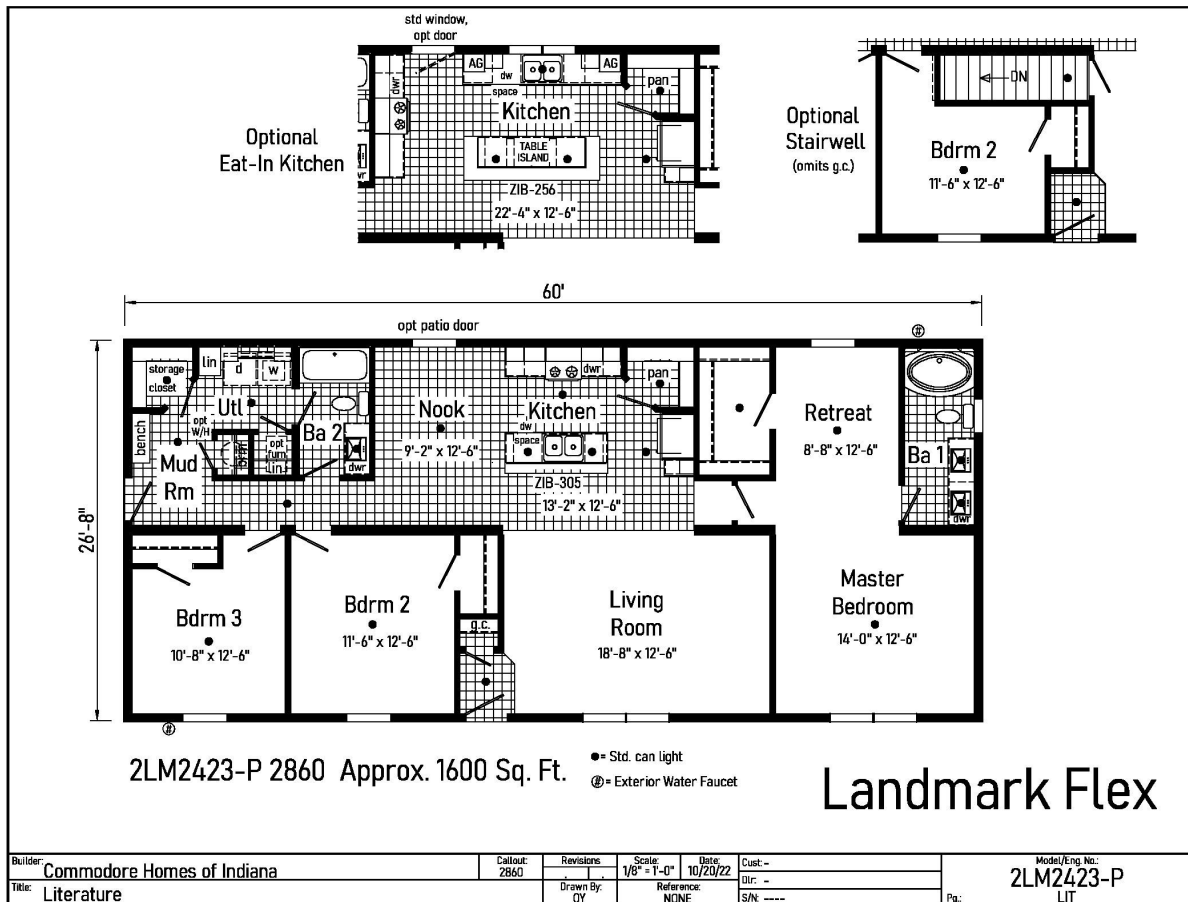 std window,
opt door
AG
dw
space
AG
pan
dwr
Kitchen
Optional
Eat-In Kitchen
TABLE
ISLAND
wr
ZIB-256
22'-4" x 12'-6"
DN
Optional
Stairwell
(omits g.c.)
Bdrm 2
11'-6" x 12'-6"
60'
opt patio door
#
26'-8"
storage
closet
lin
d
w
Utl
opt
W/H
bench
brm
opt
furn
lin
Mud
Rm
Ba 2
dwr
Nook
9'-2" x 12'-6"
dwr
Kitchen
pan
dw
space
ZIB-305
13'-2" x 12'-6"
Retreat
8'-8" x 12'-6"
Ba 1
dwr
Bdrm 3
10'-8" x 12'-6"
Bdrm 2
11'-6" x 12'-6"
g.c.
Living
Room
18'-8" x 12'-6"
Master
Bedroom
14'-0" x 12'-6"
#
2LM2423-P 2860 Approx. 1600 Sq. Ft.
= Std. can light
# = Exterior Water Faucet
Landmark Flex
Builder: Commodore Homes of Indiana
Title: Literature
Callout:
2860
Revisions
Scale:
1/8" = 1'-0"
Date:
10/20/22
Drawn By:
OY
Reference:
NONE
Cust: -
Dlr: -
S/N: ----
Model/Eng. No.:
2LM2423-P
Pg.: LIT